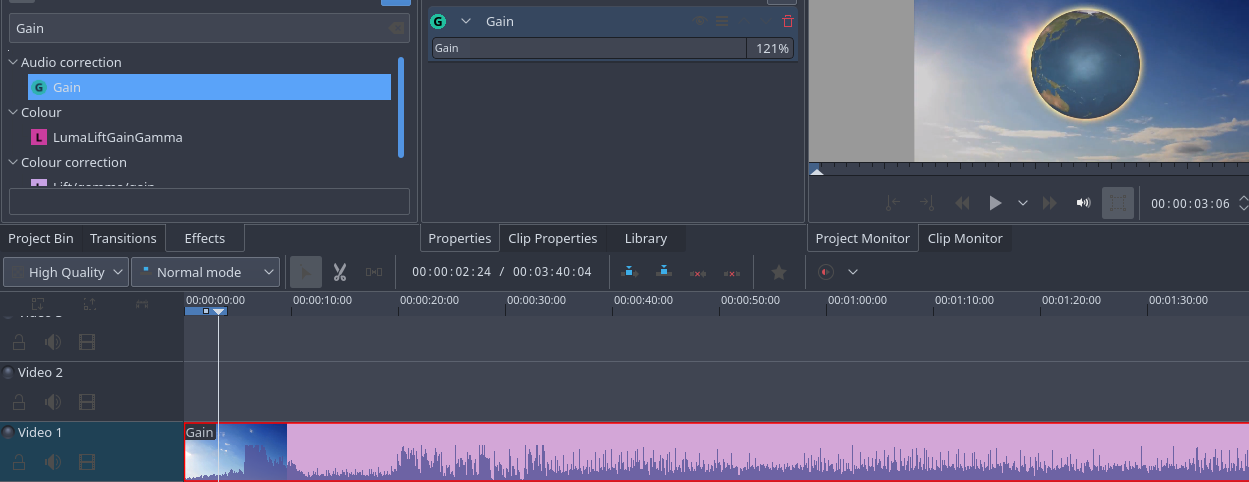 Gain
Audio correction
G Gain
Colour
L LumaLiftGainGamma
Colour correction
Lift/gamma/gain
G Gain
Gain 121%
00:00:03:06
Project Bin Transitions Effects
Properties Clip Properties Library
Project Monitor Clip Monitor
High Quality Normal mode
00:00:02:24 / 00:03:40:04
00:00:00:00 00:00:10:00 00:00:20:00 00:00:30:00 00:00:40:00 00:00:50:00 00:01:00:00 00:01:10:00 00:01:20:00 00:01:30:00
Video 2
Video 1
Gain